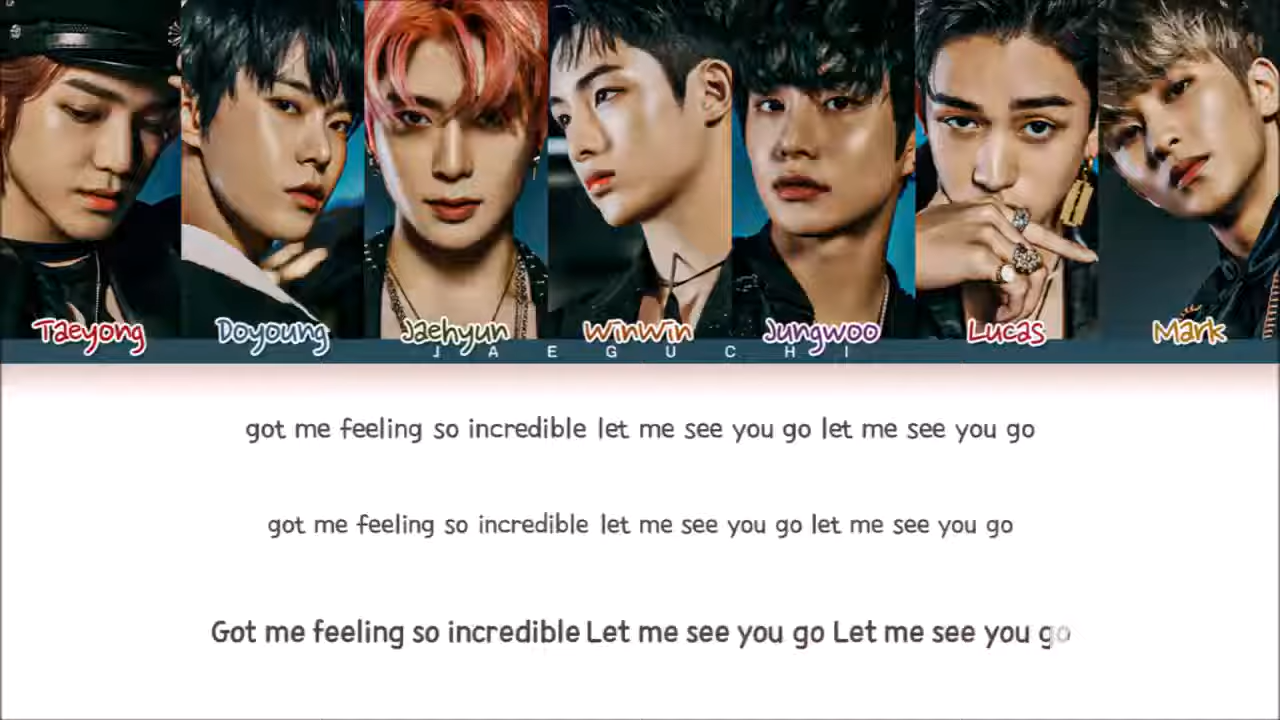 Taeyong Doyoung Jaehyun WinWin Jungwoo Lucas Mark
JAEGUCHI
got me feeling so incredible let me see you go let me see you go
got me feeling so incredible let me see you go let me see you go
Got me feeling so incredible Let me see you go Let me see you go